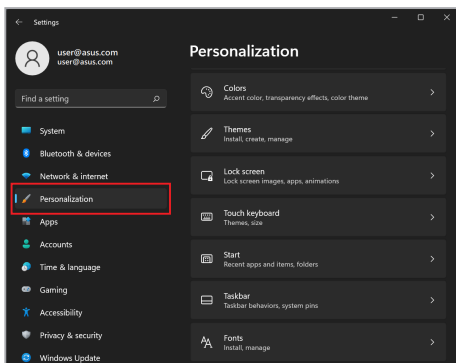 Settings
user@asus.com
user@asus.com
Find a setting
System
Bluetooth & devices
Network & internet
Personalization
Apps
Accounts
Time & language
Gaming
Accessibility
Privacy & security
Windows Update
Personalization
Colors
Accent color, transparency effects, color theme
Themes
Install, create, manage
Lock screen
Lock screen images, apps, animations
Touch keyboard
Themes, size
Start
Recent apps and items, folders
Taskbar
Taskbar behaviors, system pins
Fonts
Install, manage